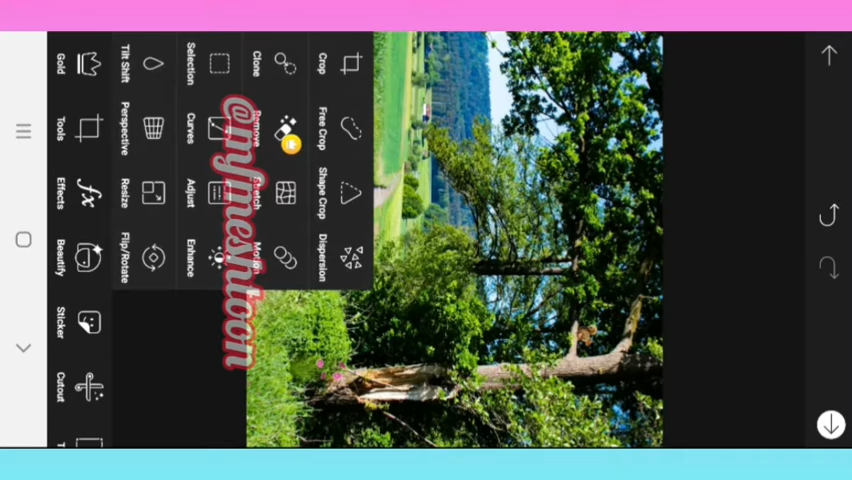 Crop
Free Crop
Shape Crop
Dispersion
Clone
Remove
Stretch
Motion
Selection
Curves
Adjust
Enhance
Tilt Shift
Perspective
Resize
Flip/Rotate
Gold
Tools
Effects
Beautify
Sticker
Cutout
@mfmeshtoon